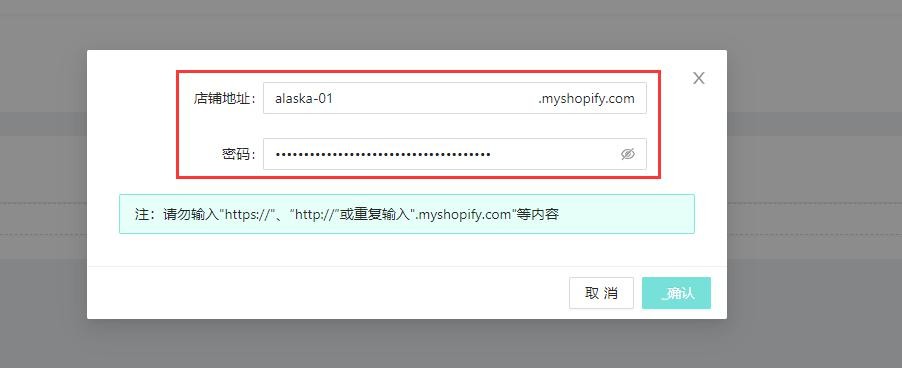 店铺地址: alaska-01 .myshopify.com
密码: ••••••••••••••••••••••••••••••••••••••
注：请勿输入"https://"、"http://"或重复输入".myshopify.com"等内容
取 消 确认